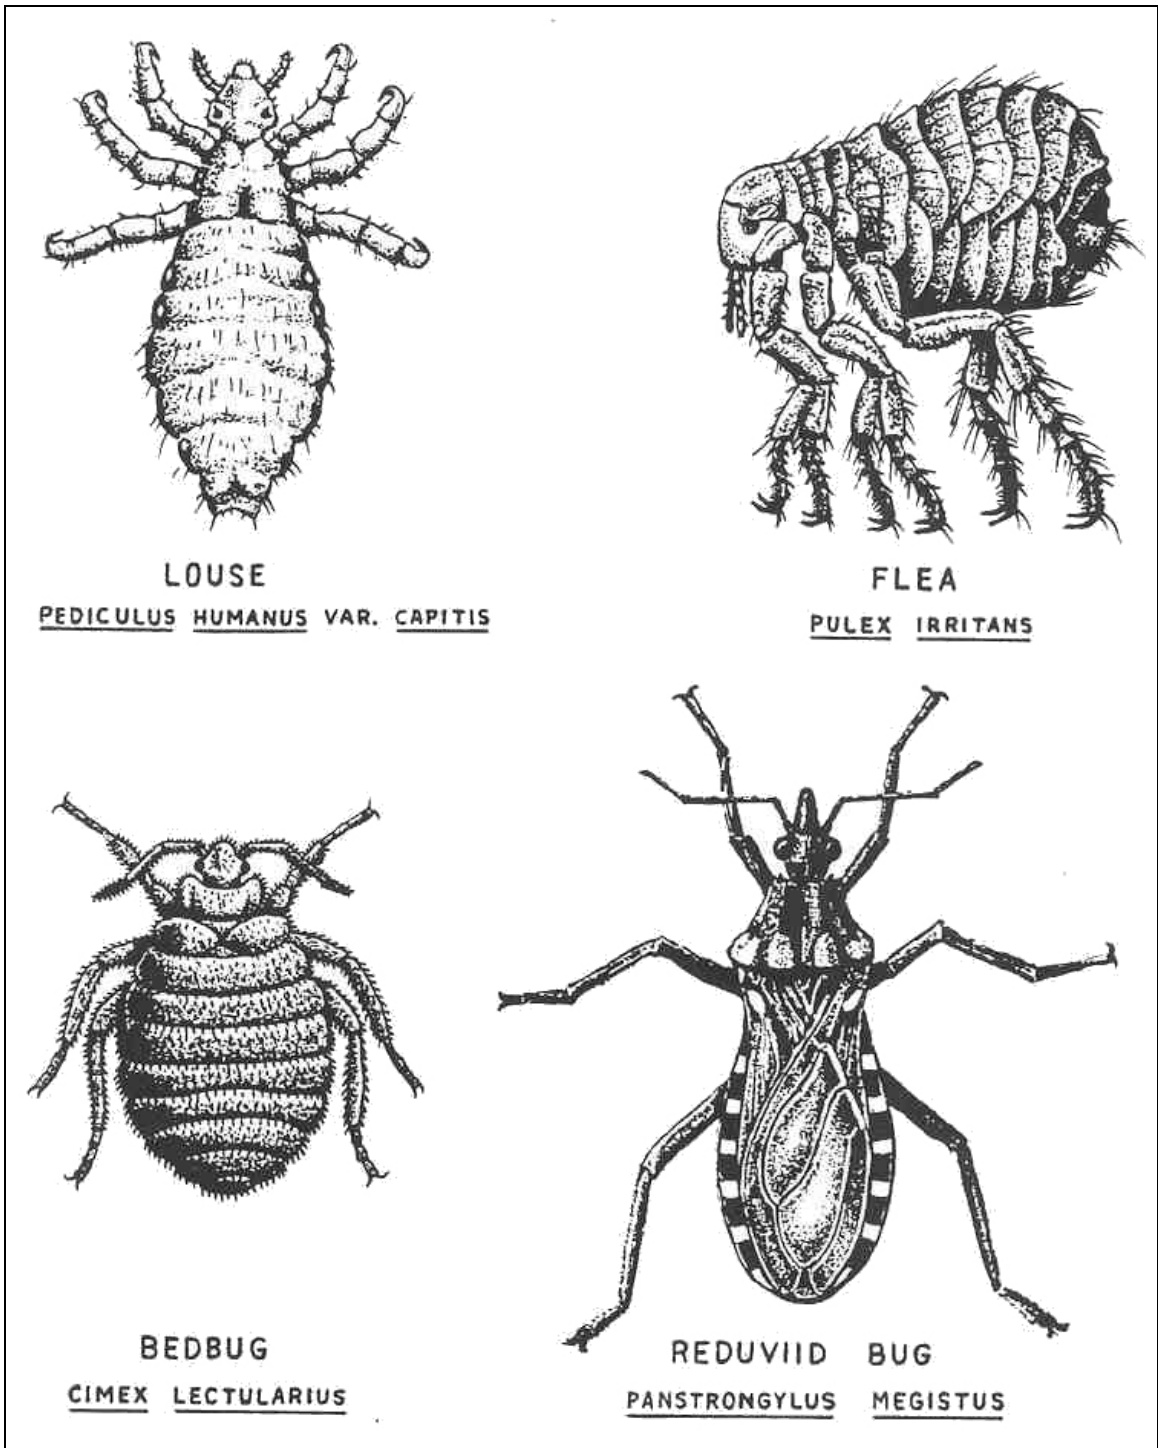 LOUSE
PEDICULUS HUMANUS VAR. CAPITIS
FLEA
PULEX IRRITANS
BEDBUG
CIMEX LECTULARIUS
REDUVIID BUG
PANSTRONGYLUS MEGISTUS